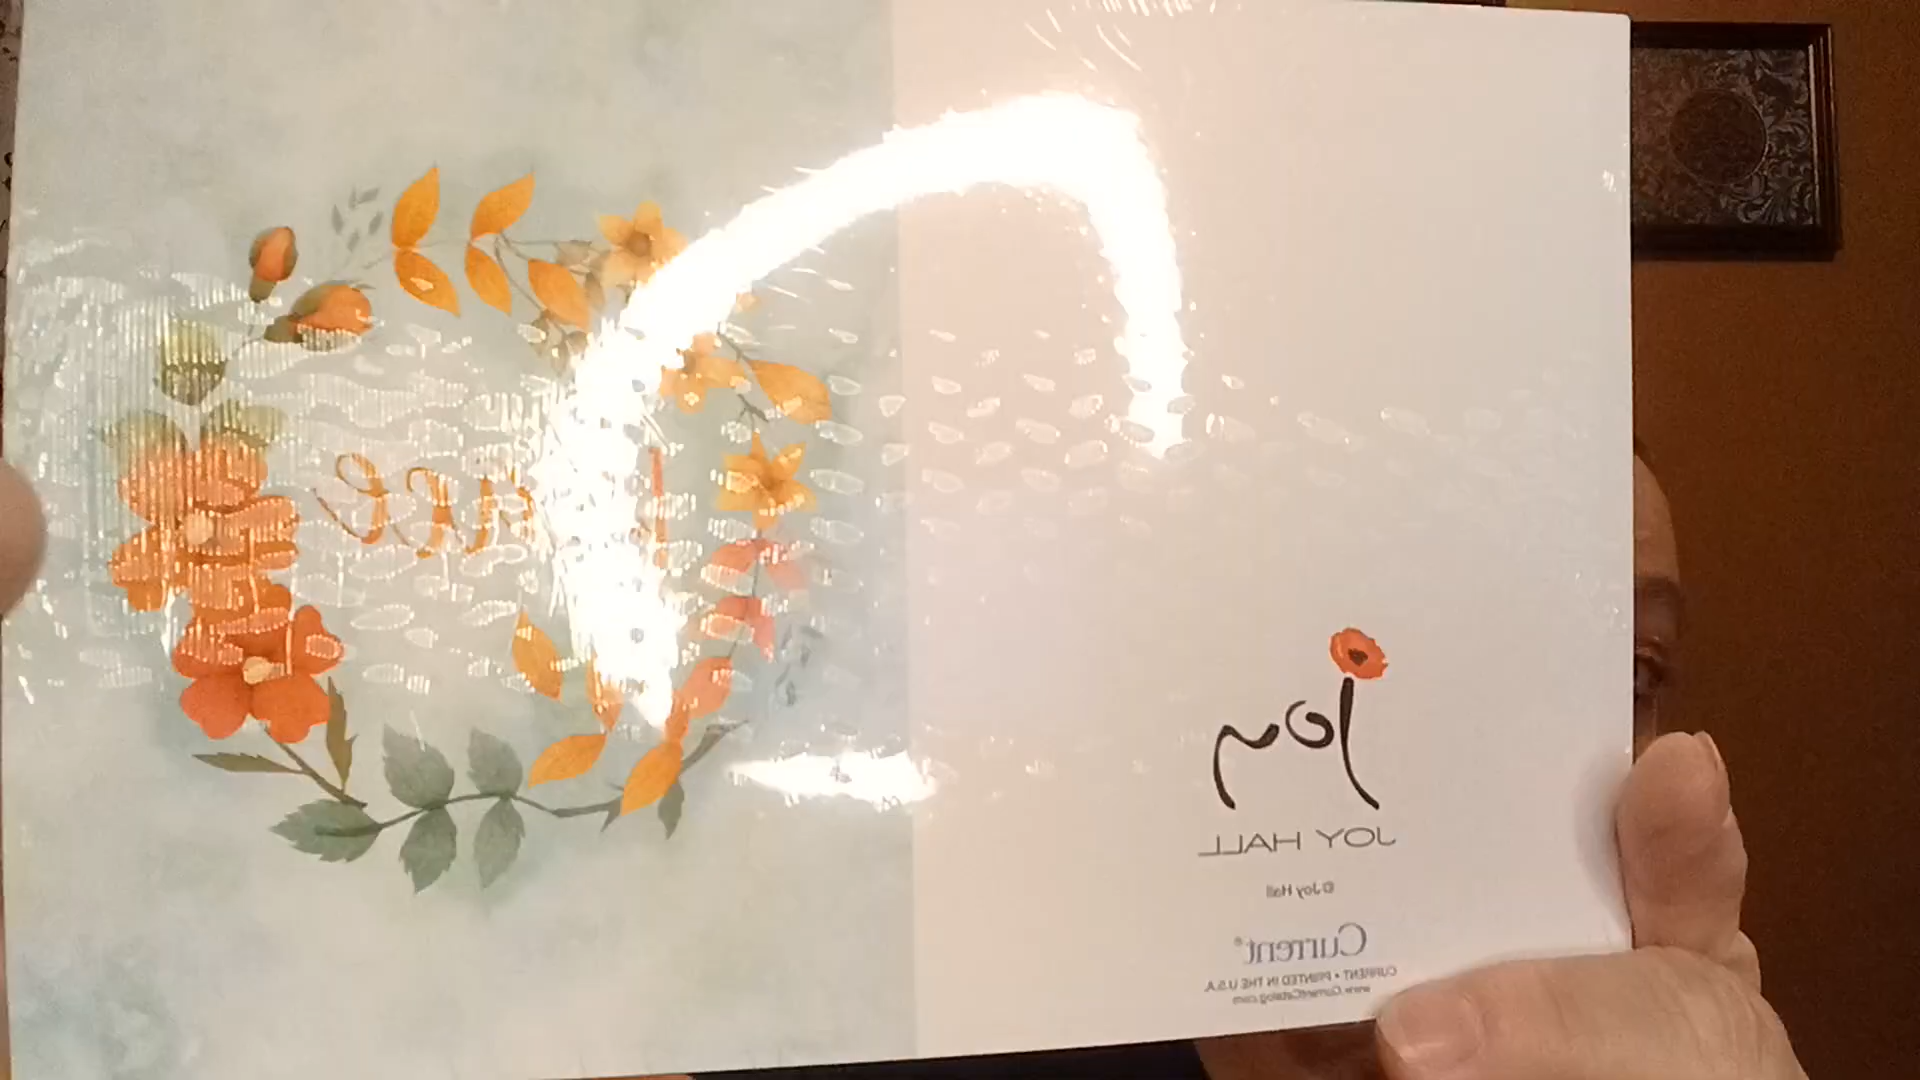 Joy
JOY HALL
© Joy Hall
Current®
CURRENT • PRINTED IN THE U.S.A.
www.CurrentCatalog.com